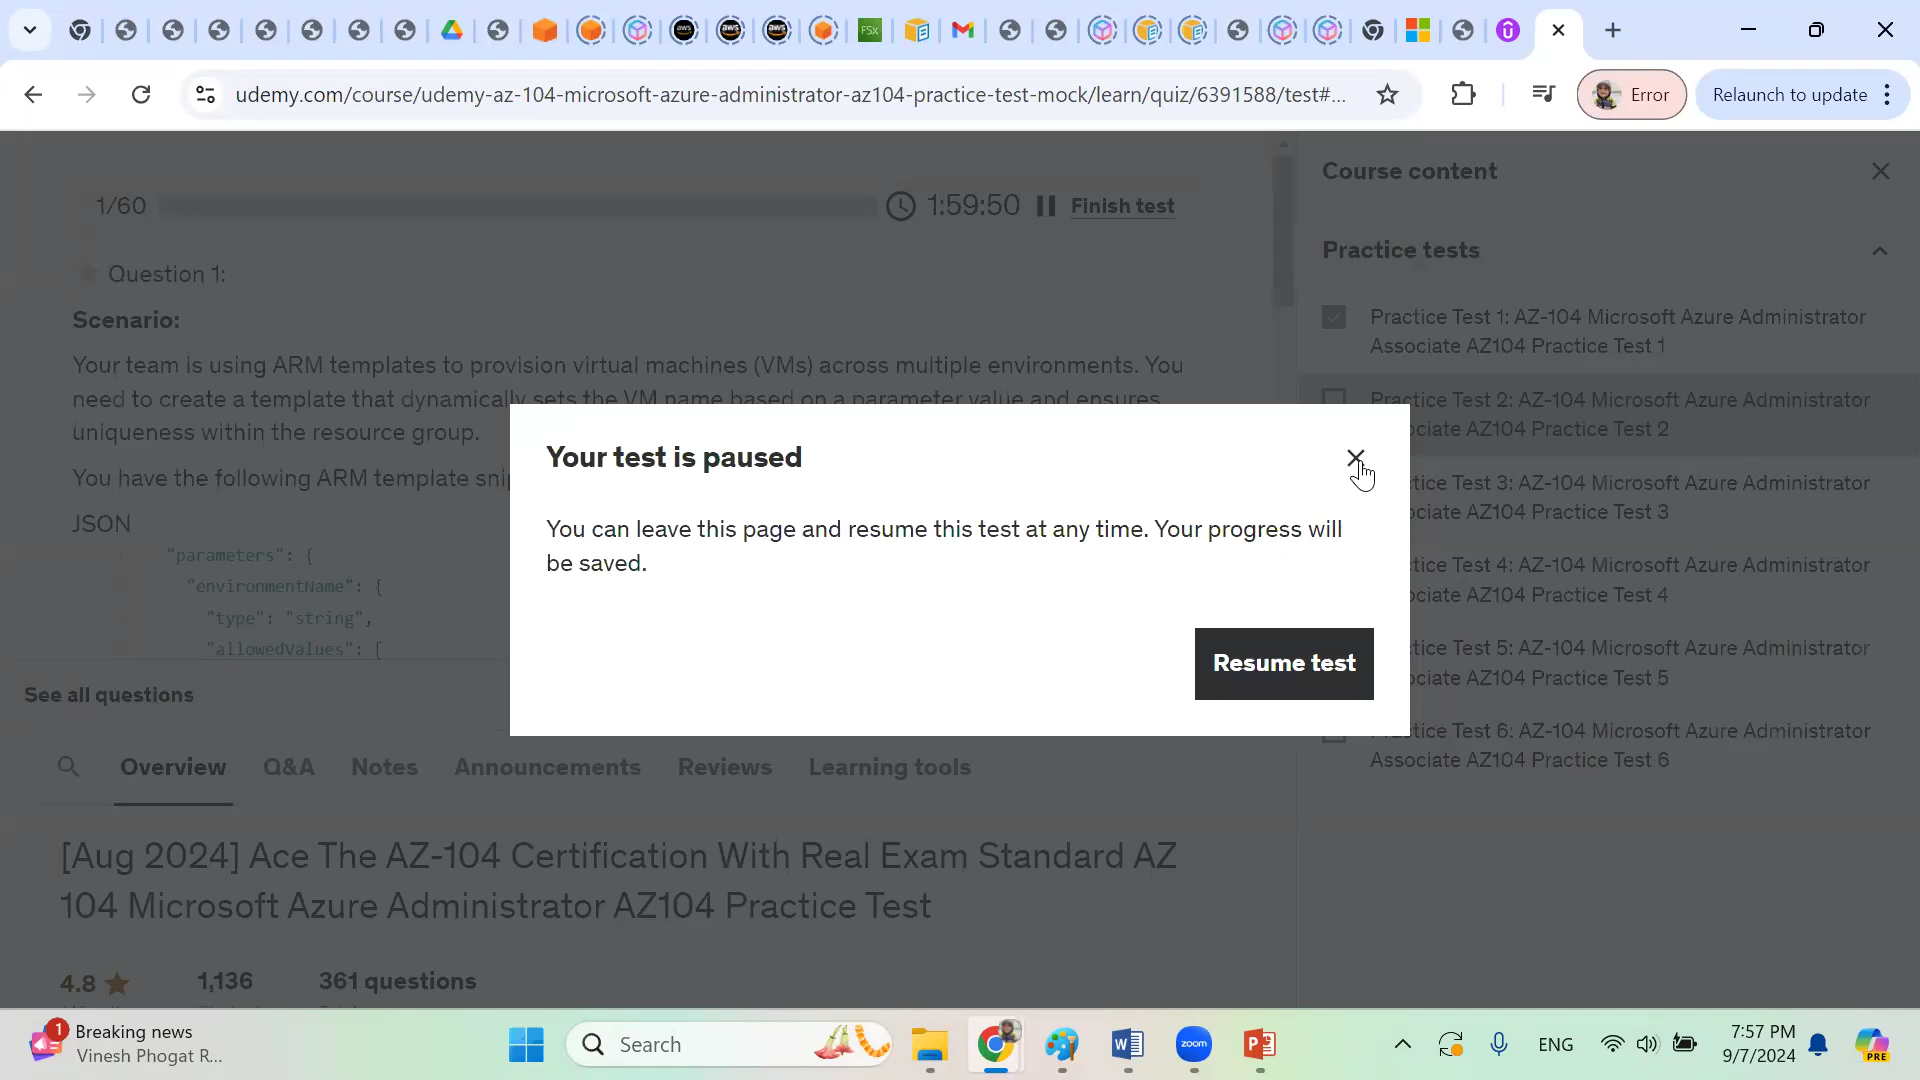 udemy.com/course/udemy-az-104-microsoft-azure-administrator-az104-practice-test-mock/learn/quiz/6391588/test#...
Error
Relaunch to update
1/60
1:59:50
Finish test
Question 1:
Scenario:
Your team is using ARM templates to provision virtual machines (VMs) across multiple environments. You
need to create a template that dynamically sets the VM name based on a parameter value and ensures
uniqueness within the resource group.
You have the following ARM template
JSON
"parameters": {
"environmentName": {
"type": "string",
"allowedValues": [
See all questions
Your test is paused
You can leave this page and resume this test at any time. Your progress will
be saved.
Resume test
Course content
Practice tests
Practice Test 1: AZ-104 Microsoft Azure Administrator
Associate AZ104 Practice Test 1
Practice Test 2: AZ-104 Microsoft Azure Administrator
ciate AZ104 Practice Test 2
tice Test 3: AZ-104 Microsoft Azure Administrator
ciate AZ104 Practice Test 3
tice Test 4: AZ-104 Microsoft Azure Administrator
ciate AZ104 Practice Test 4
tice Test 5: AZ-104 Microsoft Azure Administrator
ciate AZ104 Practice Test 5
Practice Test 6: AZ-104 Microsoft Azure Administrator
Associate AZ104 Practice Test 6
Overview
Q&A
Notes
Announcements
Reviews
Learning tools
[Aug 2024] Ace The AZ-104 Certification With Real Exam Standard AZ
104 Microsoft Azure Administrator AZ104 Practice Test
4.8
1,136
361 questions
1
Breaking news
Vinesh Phogat R...
Search
zoom
ENG
7:57 PM
9/7/2024
PRE